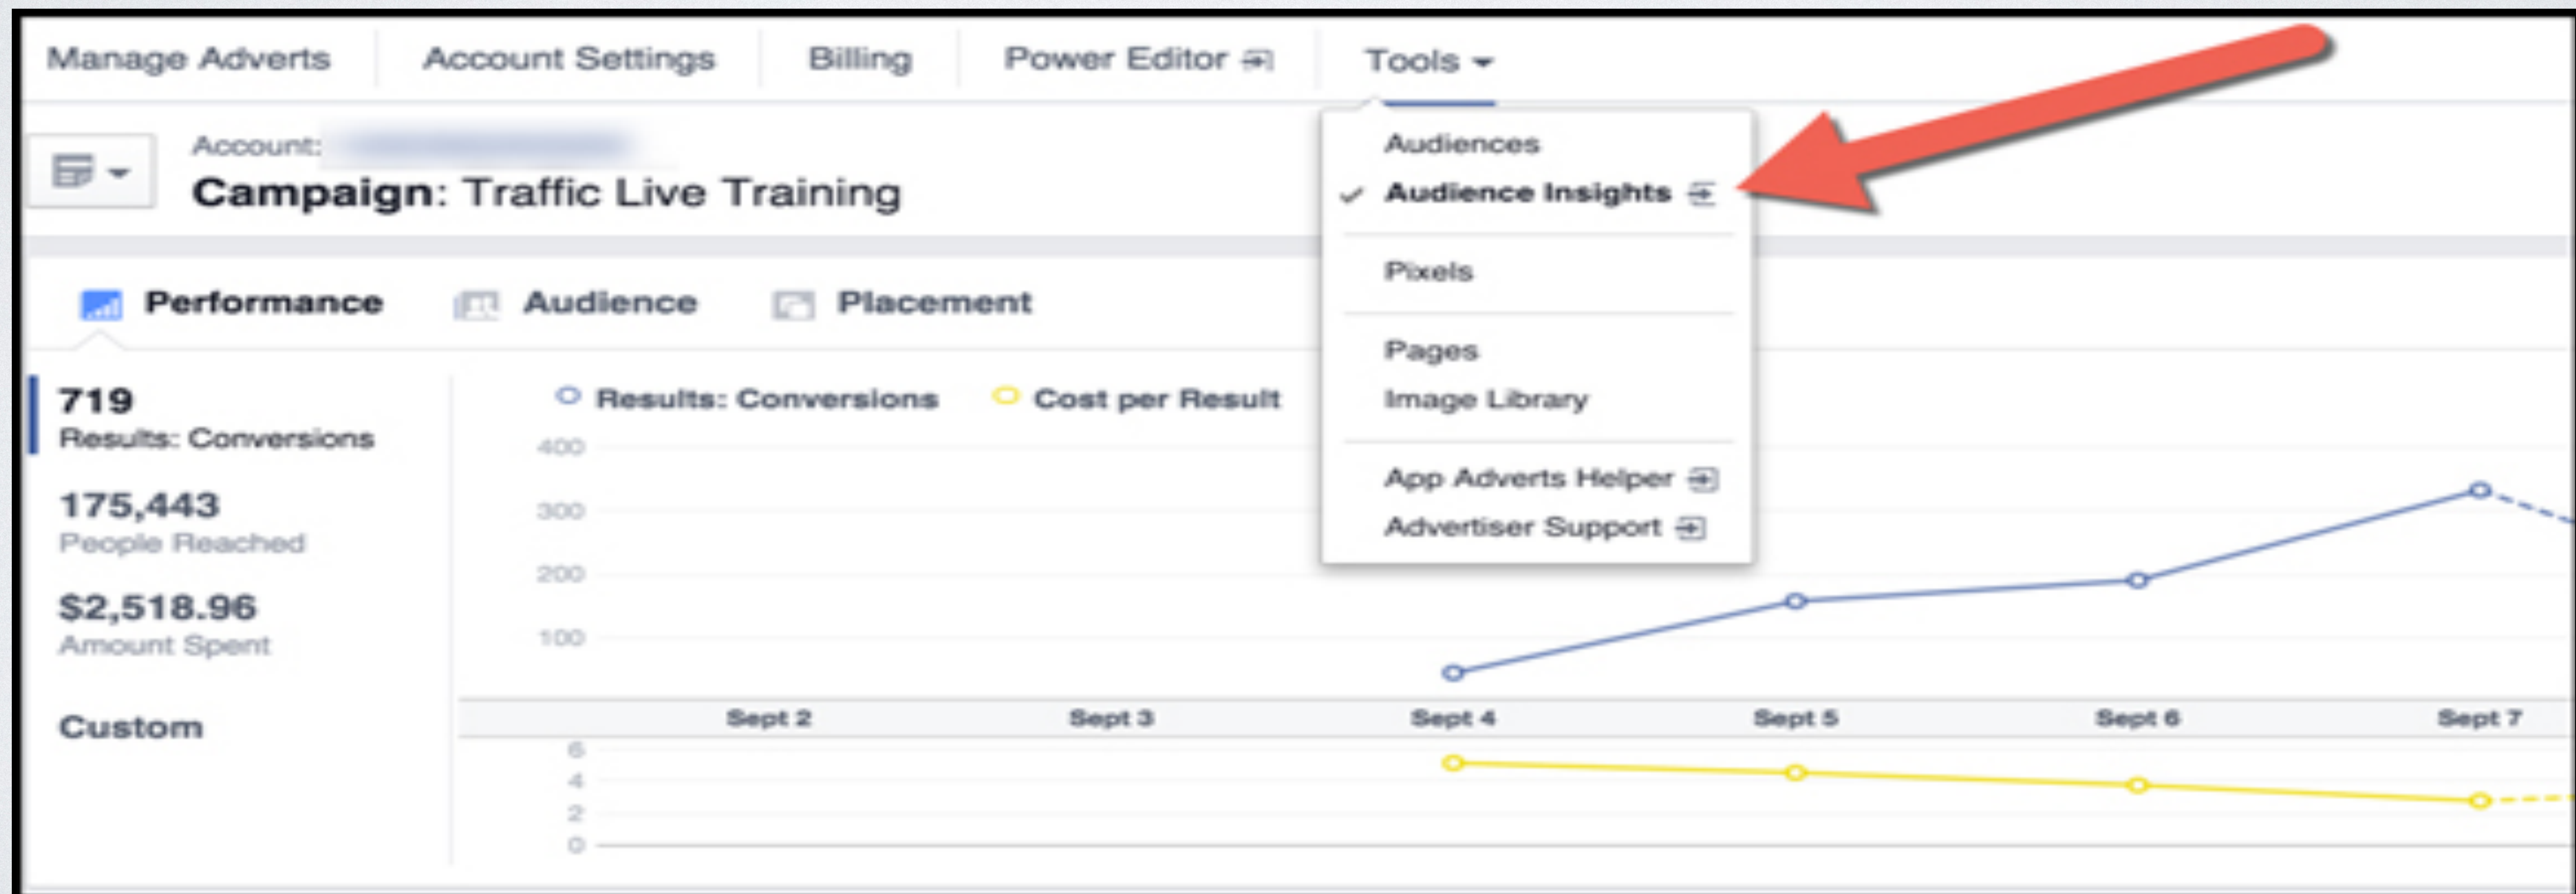 Manage Adverts Account Settings Billing Power Editor Tools
Account:
Campaign: Traffic Live Training
Audiences
Audience Insights
Pixels
Pages
Image Library
App Adverts Helper
Advertiser Support
Performance Audience Placement
719
Results: Conversions
175,443
People Reached
$2,518.96
Amount Spent
Custom
Results: Conversions Cost per Result
400
300
200
100
Sept 2 Sept 3 Sept 4 Sept 5 Sept 6 Sept 7
6
4
2
0